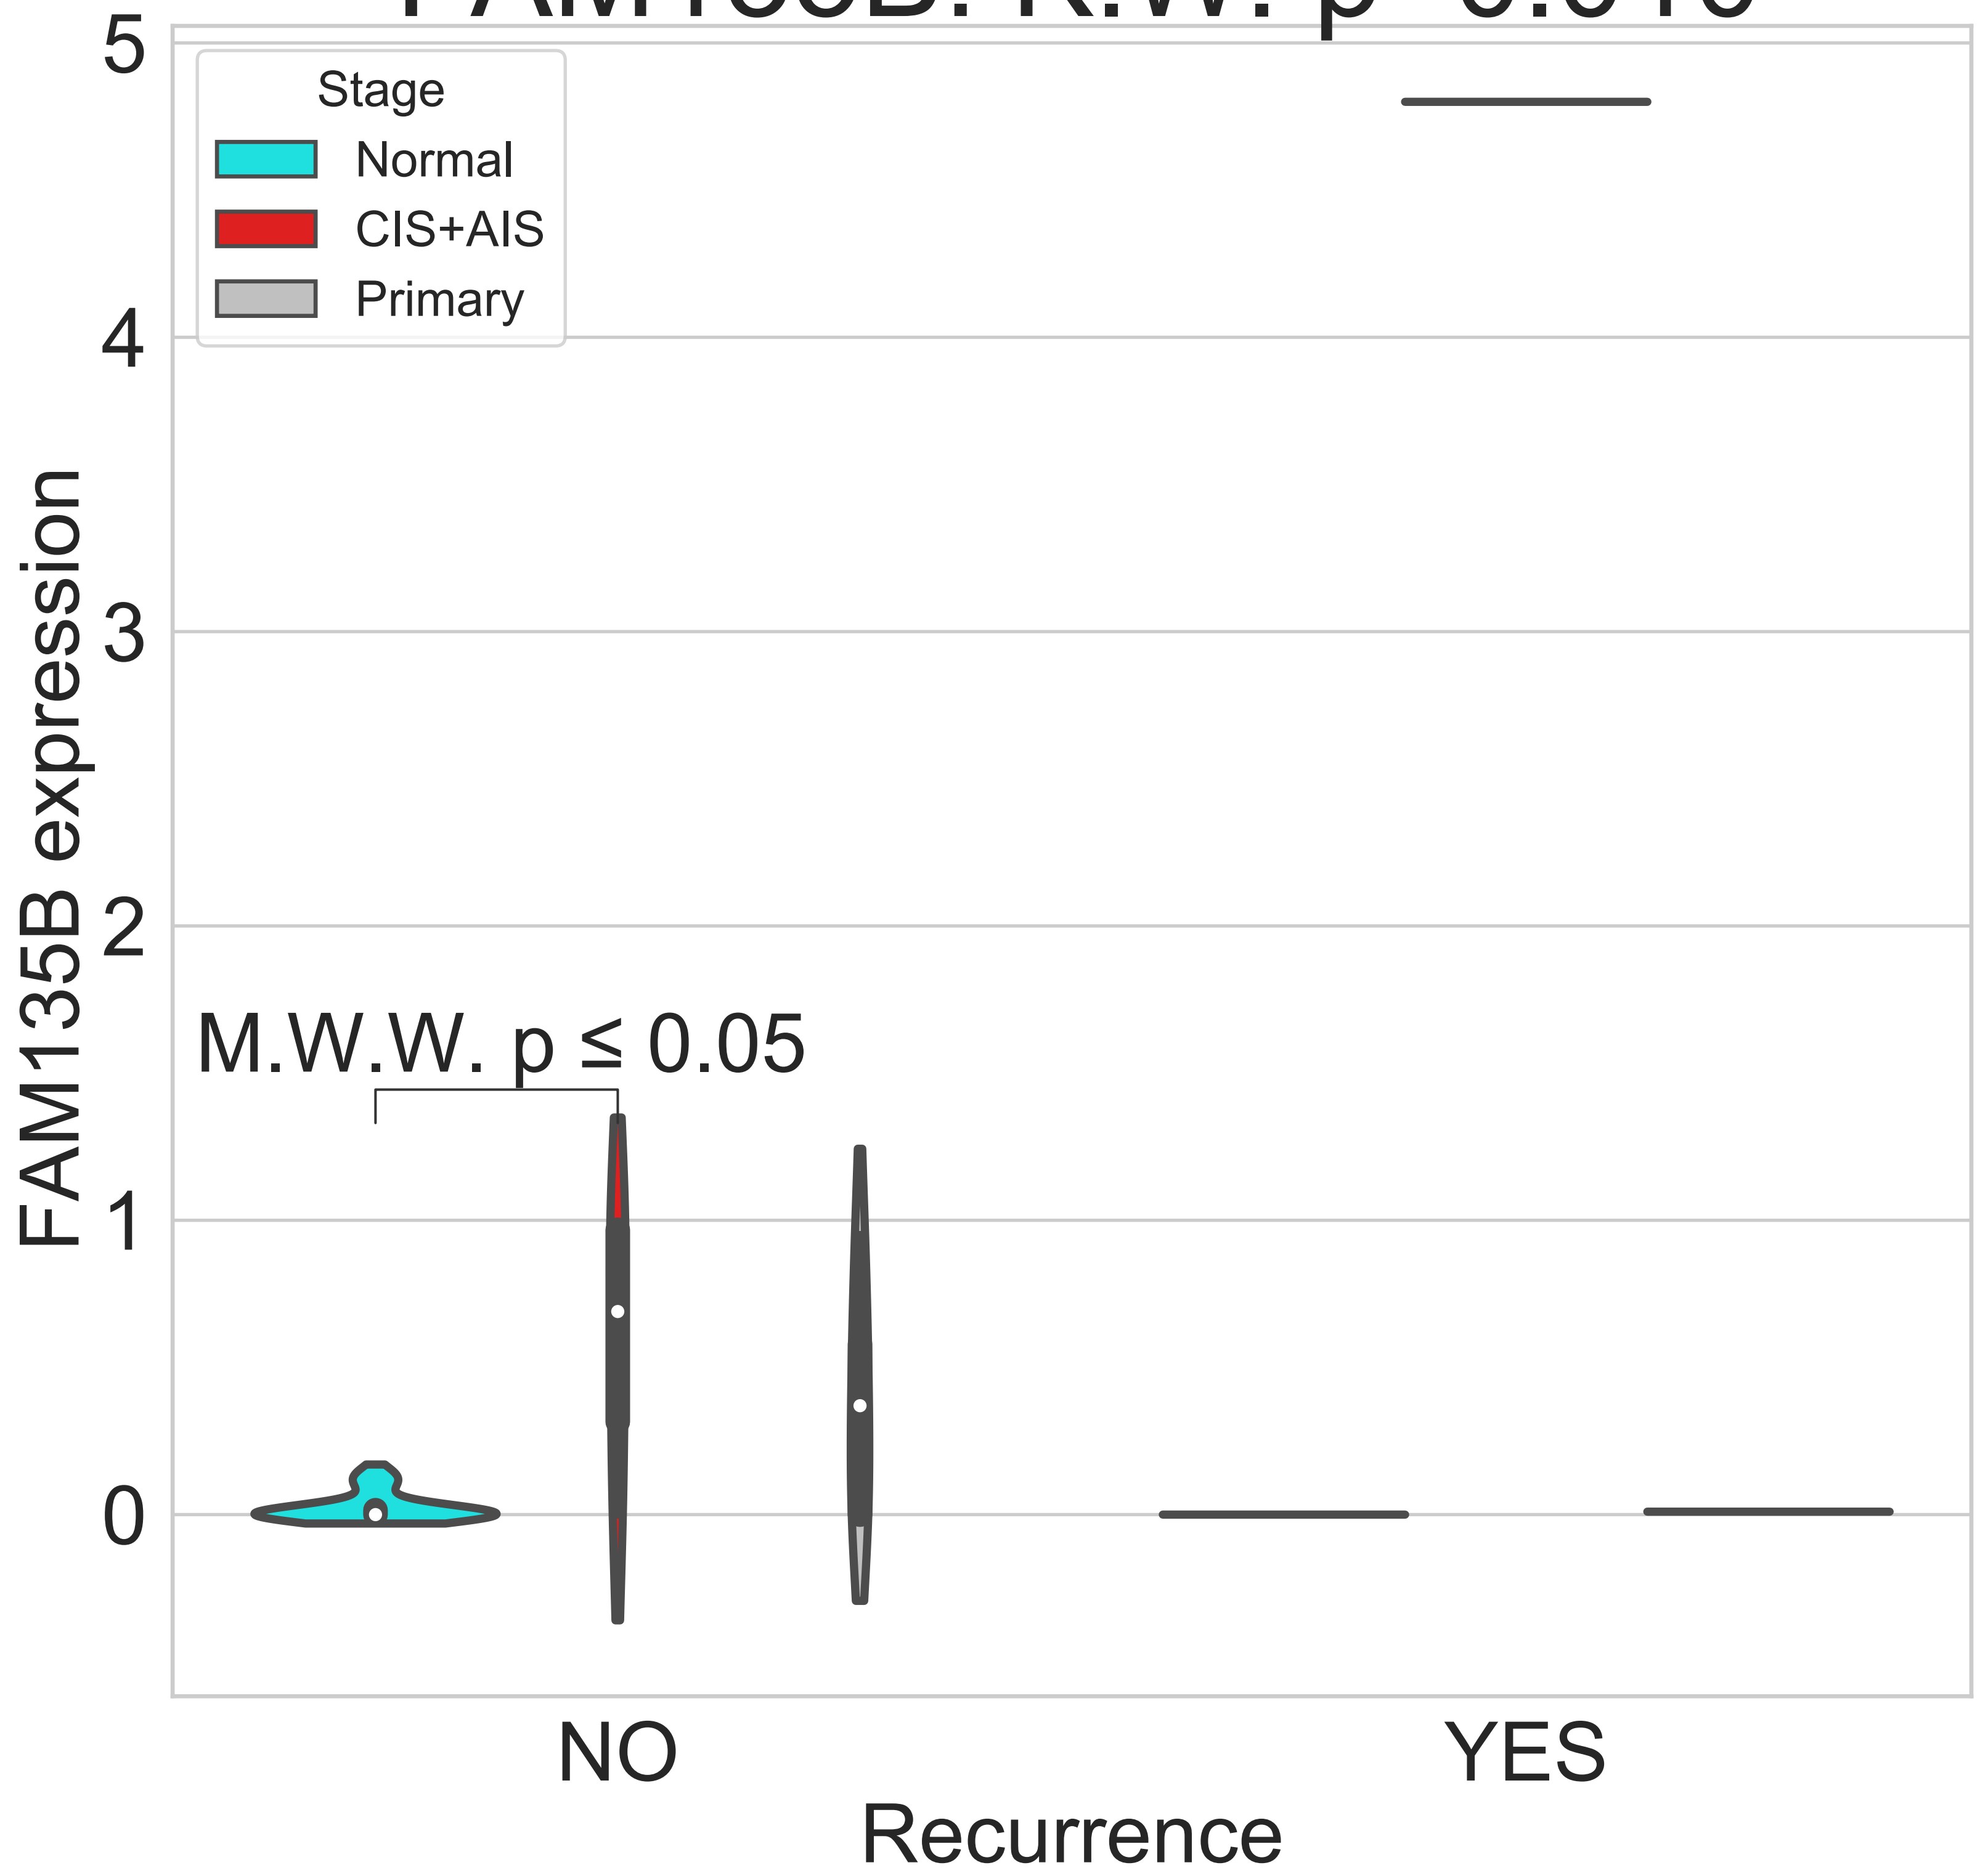 5
Stage
Normal
CIS+AIS
Primary
4
3
2
1
0
FAM135B expression
M.W.W. p ≤ 0.05
NO
YES
Recurrence